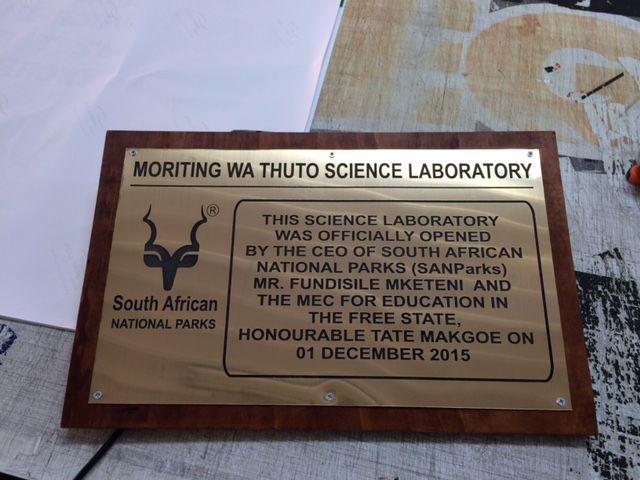 MORITING WA THUTO SCIENCE LABORATORY
®
South African
NATIONAL PARKS
THIS SCIENCE LABORATORY
WAS OFFICIALLY OPENED
BY THE CEO OF SOUTH AFRICAN
NATIONAL PARKS (SANParks)
MR. FUNDISILE MKETENI AND
THE MEC FOR EDUCATION IN
THE FREE STATE,
HONOURABLE TATE MAKGOE ON
01 DECEMBER 2015